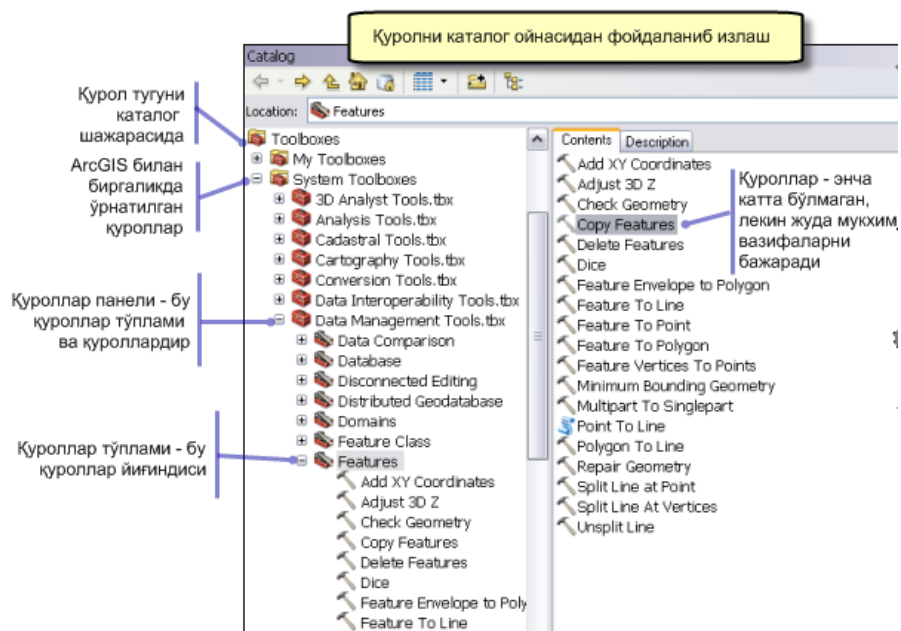 Қуролни каталог ойнасидан фойдаланиб излаш
Catalog
Location: Features
Қурол тугуни
каталог
шажарасида
ArcGIS билан
биргаликда
ўрнатилган
қуроллар
Қуроллар панели - бу
қуроллар тўплами
ва қуроллардир
Қуроллар тўплами - бу
қуроллар йиғиндиси
Toolboxes
My Toolboxes
System Toolboxes
3D Analyst Tools.tbx
Analysis Tools.tbx
Cadastral Tools.tbx
Cartography Tools.tbx
Conversion Tools.tbx
Data Interoperability Tools.tbx
Data Management Tools.tbx
Data Comparison
Database
Disconnected Editing
Distributed Geodatabase
Domains
Feature Class
Features
Add XY Coordinates
Adjust 3D Z
Check Geometry
Copy Features
Delete Features
Dice
Feature Envelope to Poly
Feature To Line
Contents Description
Add XY Coordinates
Adjust 3D Z
Check Geometry
Copy Features
Delete Features
Dice
Feature Envelope to Polygon
Feature To Line
Feature To Point
Feature To Polygon
Feature Vertices To Points
Minimum Bounding Geometry
Multipart To Singlepart
Point To Line
Polygon To Line
Repair Geometry
Split Line at Point
Split Line At Vertices
Unsplit Line
Қуроллар - энча
катта бўлмаган,
лекин жуда мукхим
вазифаларни
бажаради